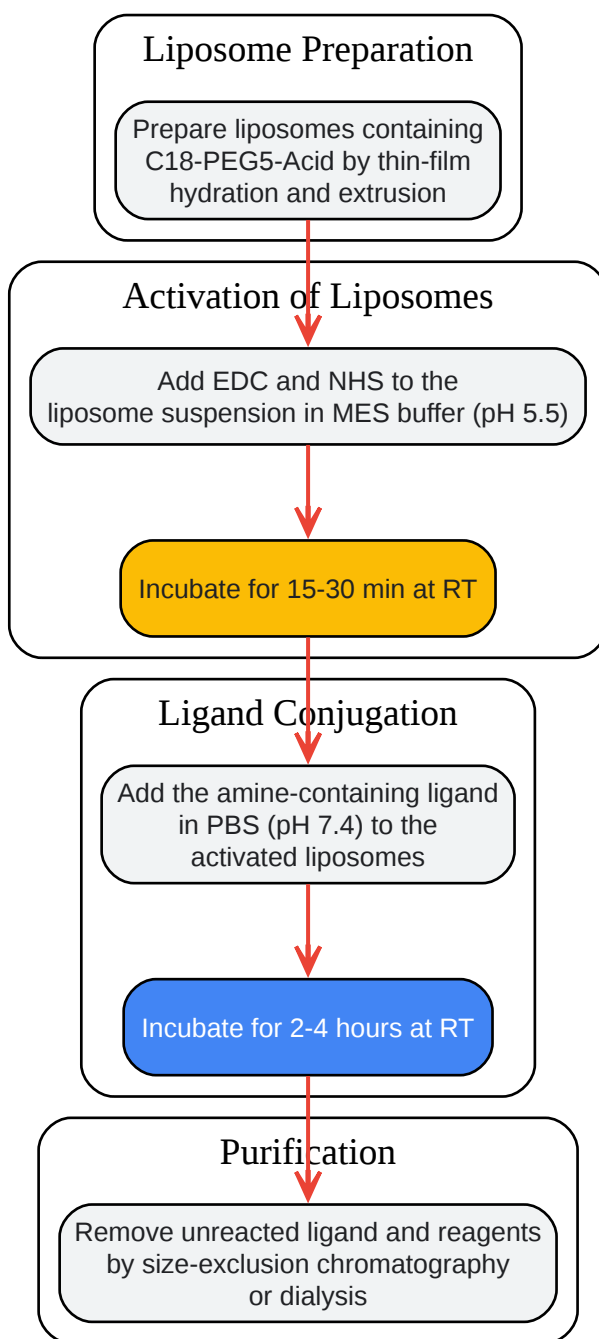 Liposome Preparation
Prepare liposomes containing
C18-PEG5-Acid by thin-film
hydration and extrusion
Activation of Liposomes
Add EDC and NHS to the
liposome suspension in MES buffer (pH 5.5)
Incubate for 15-30 min at RT
Ligand Conjugation
Add the amine-containing ligand
in PBS (pH 7.4) to the
activated liposomes
Incubate for 2-4 hours at RT
Purification
Remove unreacted ligand and reagents
by size-exclusion chromatography
or dialysis